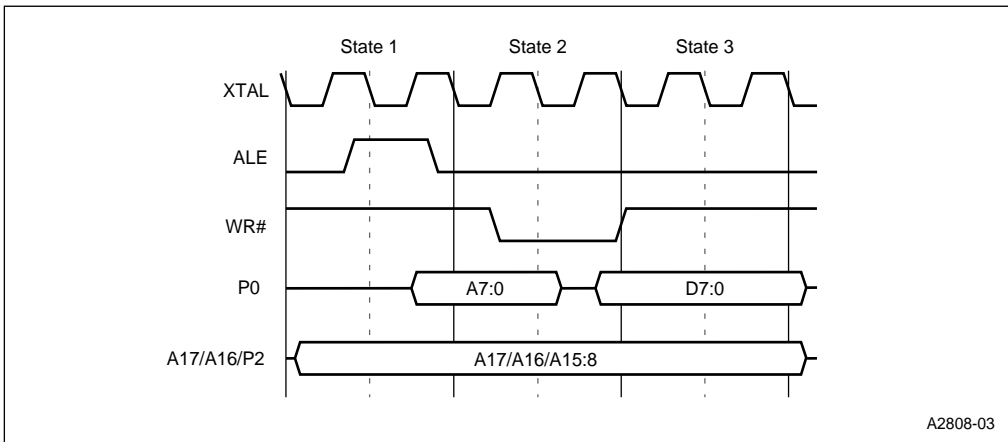 State 1 State 2 State 3
XTAL
ALE
WR#
P0 A7:0 D7:0
A17/A16/P2 A17/A16/A15:8
A2808-03